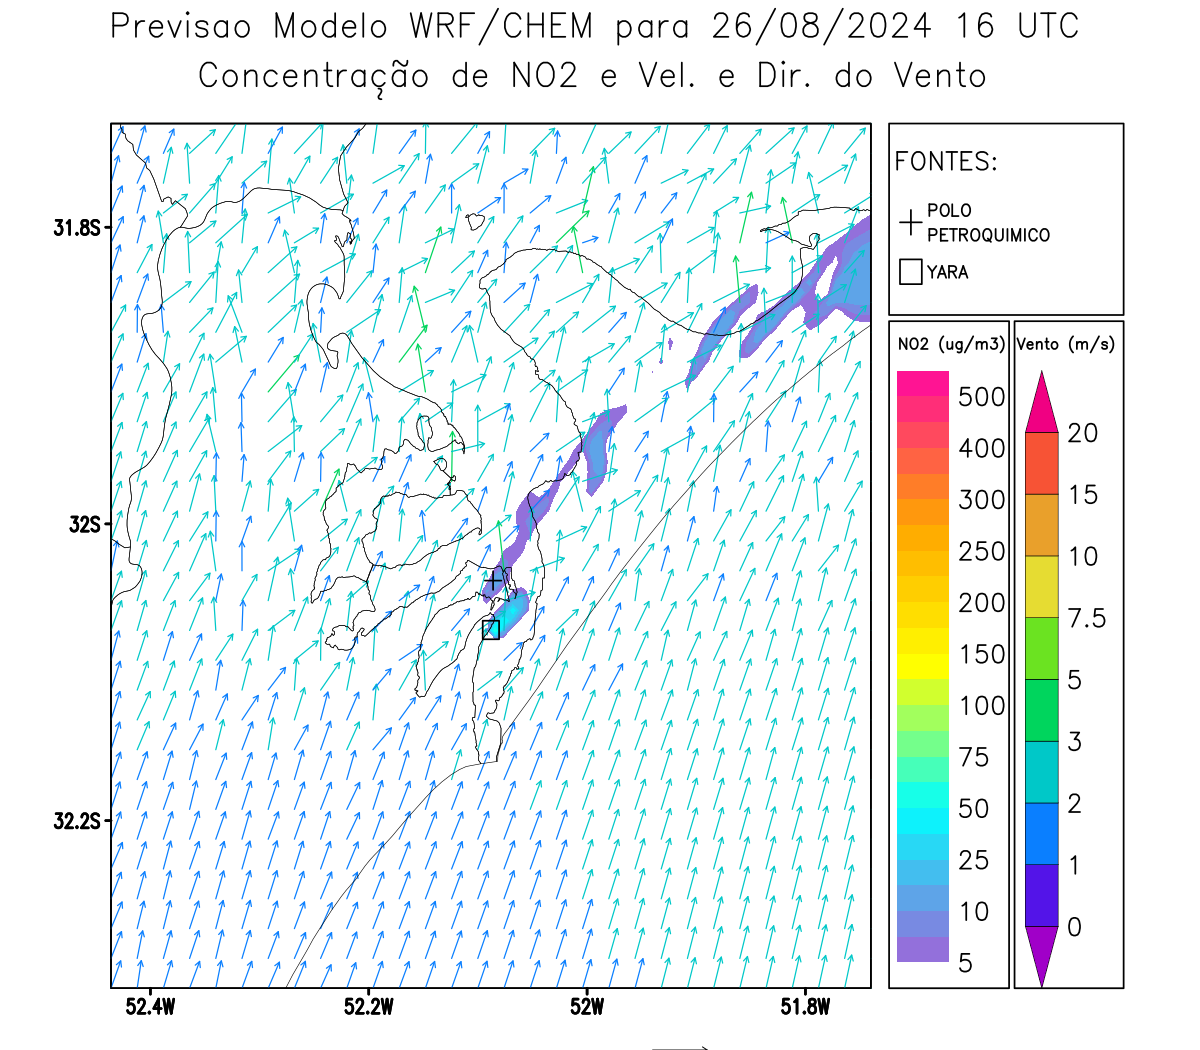 Previsao Modelo WRF/CHEM para 26/08/2024 16 UTC
Concentração de NO2 e Vel. e Dir. do Vento
FONTES:
POLO
PETROQUIMICO
YARA
NO2 (ug/m3)
500
400
300
250
200
150
100
75
50
25
10
5
Vento (m/s)
20
15
10
7.5
5
3
2
1
0
31.8S
32S
32.2S
52.4W
52.2W
52W
51.8W